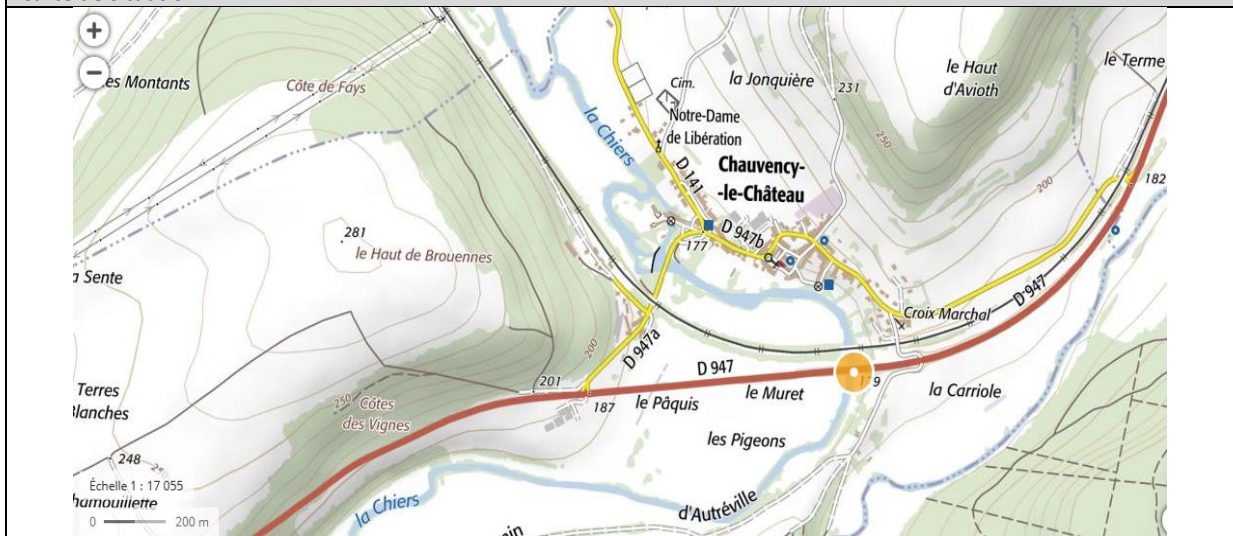 +
−
es Montants
Côte de Fays
la Chiers
Cim.
Notre-Dame
de Libération
la Jonquière
231
le Haut
d'Avioth
le Terme
Chauvency-
-le-Château
D 141
250
200
182
281
le Haut de Brouennes
177
D 947b
a Sente
Croix Marchal
D 947
200
D 947a
D 947
179
201
187
le Pâquis
le Muret
la Carriole
Terres
Blanches
250
Côtes
des Vignes
les Pigeons
248
Échelle 1 : 17 055
hamouillette
0
200 m
la Chiers
d'Autréville